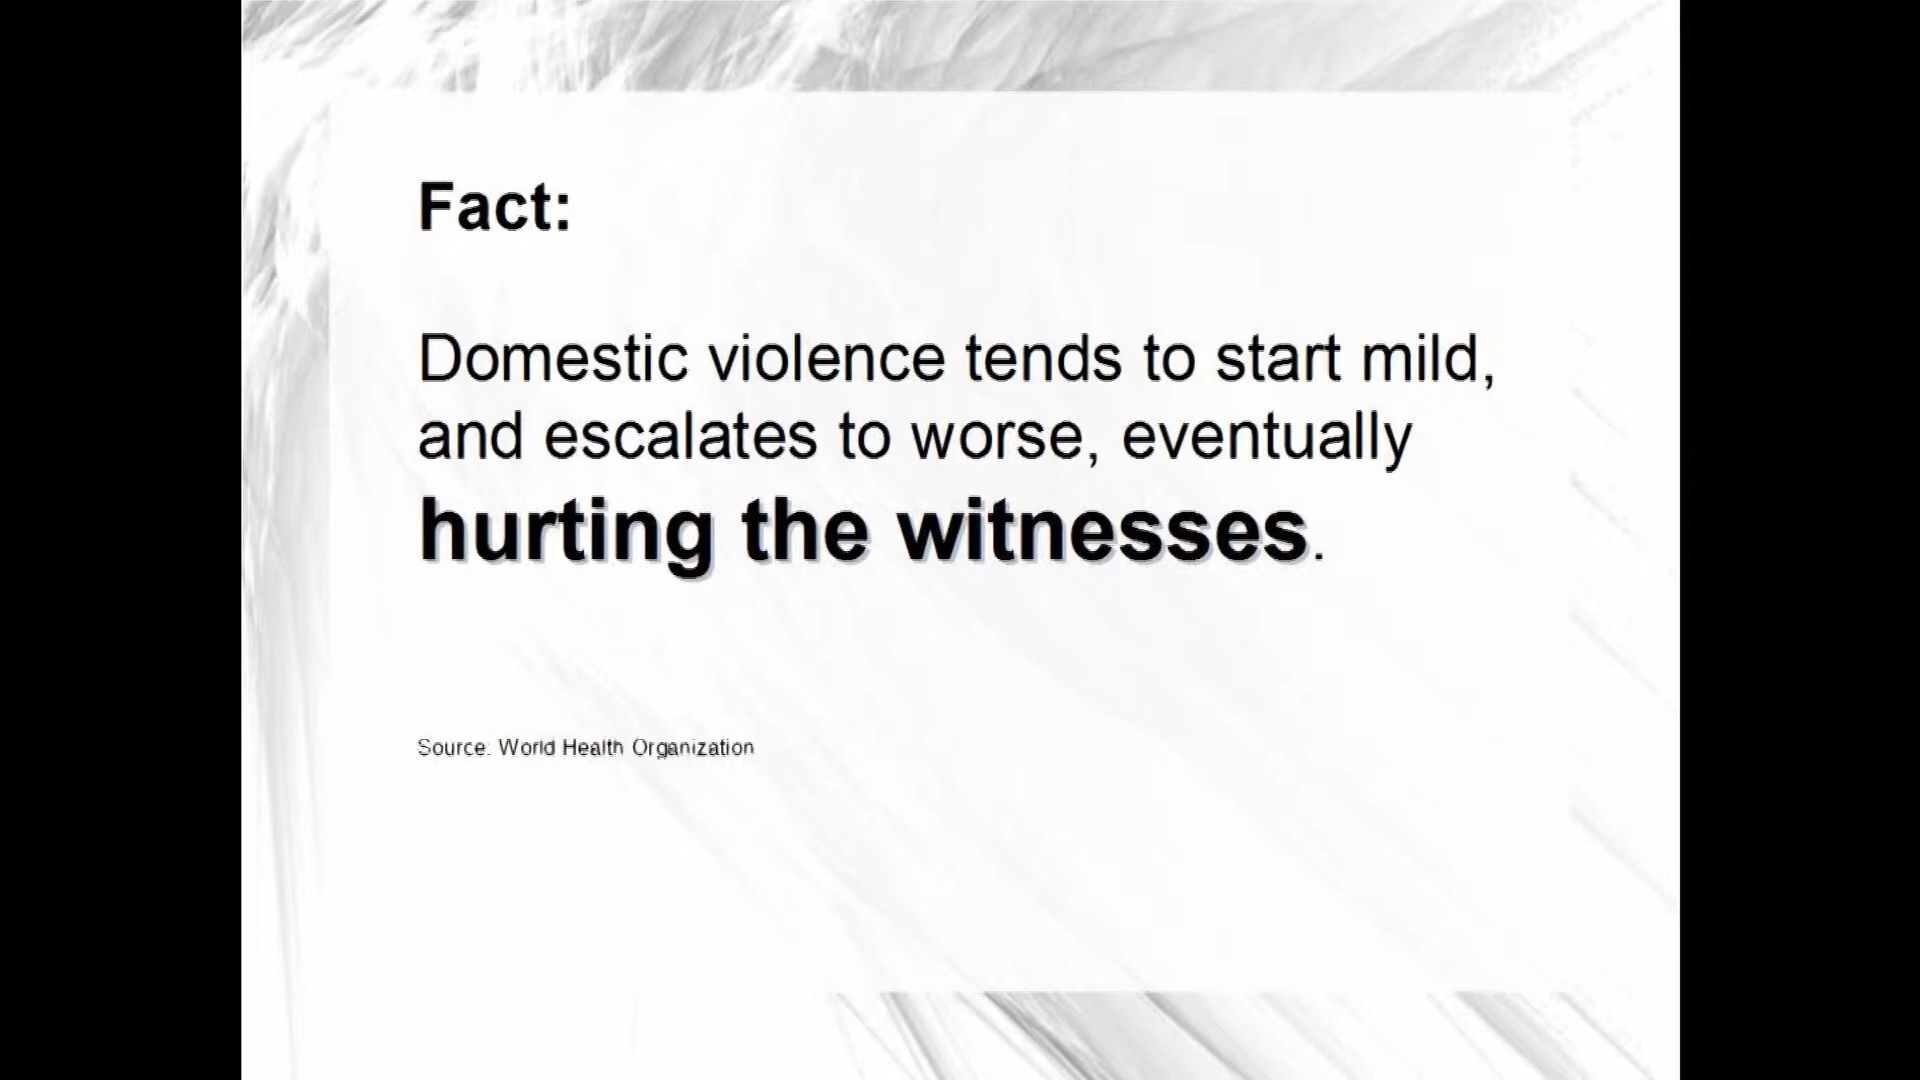 Fact:
Domestic violence tends to start mild,
and escalates to worse, eventually
hurting the witnesses.
Source: World Health Organization